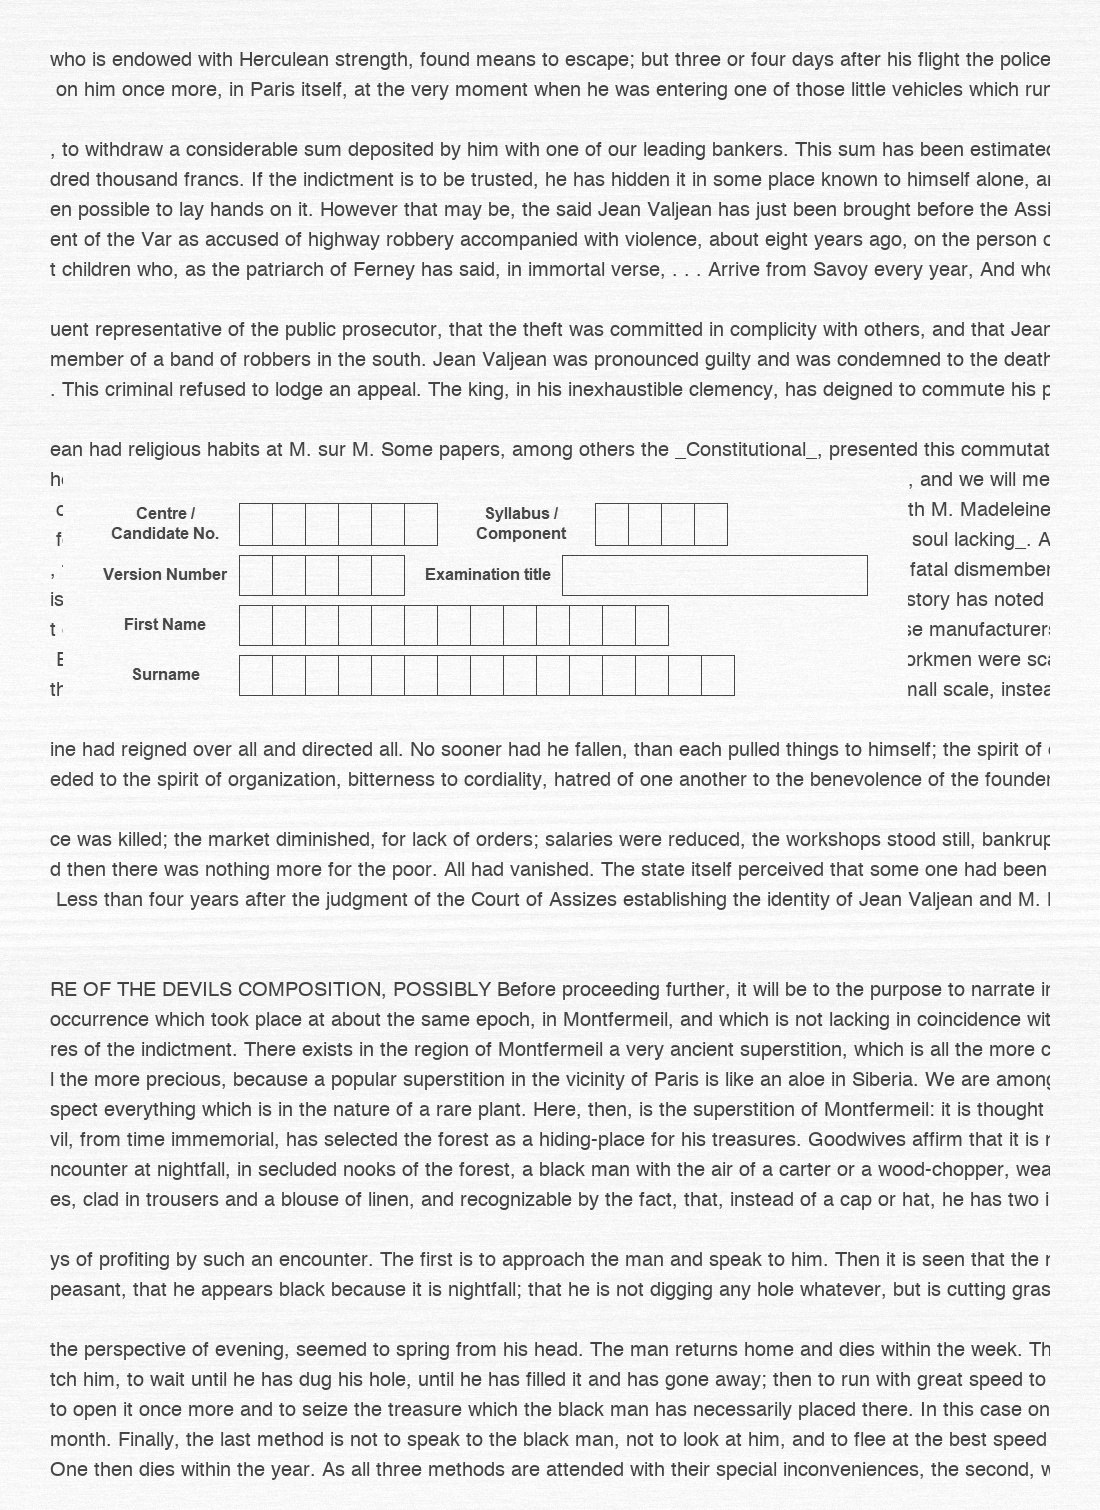 who is endowed with Herculean strength, found means to escape; but three or four days after his flight the police
on him once more, in Paris itself, at the very moment when he was entering one of those little vehicles which run
, to withdraw a considerable sum deposited by him with one of our leading bankers. This sum has been estimated
dred thousand francs. If the indictment is to be trusted, he has hidden it in some place known to himself alone,
en possible to lay hands on it. However that may be, the said Jean Valjean has just been brought before the Assi
ent of the Var as accused of highway robbery accompanied with violence, about eight years ago, on the person
t children who, as the patriarch of Ferney has said, in immortal verse, . . . Arrive from Savoy every year, And who
uent representative of the public prosecutor, that the theft was committed in complicity with others, and that Jean
member of a band of robbers in the south. Jean Valjean was pronounced guilty and was condemned to the death
. This criminal refused to lodge an appeal. The king, in his inexhaustible clemency, has deigned to commute his
ean had religious habits at M. sur M. Some papers, among others the _Constitutional_, presented this commutat
, and we will me
th M. Madeleine
soul lacking_. A
fatal dismember
is story has noted
t se manufacturers
orkmen were sca
th mall scale, instea
Centre / Candidate No.
Syllabus / Component
Version Number Examination title
First Name
Surname
ine had reigned over all and directed all. No sooner had he fallen, than each pulled things to himself; the spirit of
eded to the spirit of organization, bitterness to cordiality, hatred of one another to the benevolence of the founder
ce was killed; the market diminished, for lack of orders; salaries were reduced, the workshops stood still, bankrup
d then there was nothing more for the poor. All had vanished. The state itself perceived that some one had been
Less than four years after the judgment of the Court of Assizes establishing the identity of Jean Valjean and M.
RE OF THE DEVILS COMPOSITION, POSSIBLY Before proceeding further, it will be to the purpose to narrate in
occurrence which took place at about the same epoch, in Montfermeil, and which is not lacking in coincidence wit
res of the indictment. There exists in the region of Montfermeil a very ancient superstition, which is all the more c
l the more precious, because a popular superstition in the vicinity of Paris is like an aloe in Siberia. We are among
spect everything which is in the nature of a rare plant. Here, then, is the superstition of Montfermeil: it is thought
vil, from time immemorial, has selected the forest as a hiding-place for his treasures. Goodwives affirm that it is
ncounter at nightfall, in secluded nooks of the forest, a black man with the air of a carter or a wood-chopper, wea
es, clad in trousers and a blouse of linen, and recognizable by the fact, that, instead of a cap or hat, he has two
ys of profiting by such an encounter. The first is to approach the man and speak to him. Then it is seen that the
peasant, that he appears black because it is nightfall; that he is not digging any hole whatever, but is cutting gras
the perspective of evening, seemed to spring from his head. The man returns home and dies within the week. Th
tch him, to wait until he has dug his hole, until he has filled it and has gone away; then to run with great speed to
to open it once more and to seize the treasure which the black man has necessarily placed there. In this case on
month. Finally, the last method is not to speak to the black man, not to look at him, and to flee at the best speed
One then dies within the year. As all three methods are attended with their special inconveniences, the second,